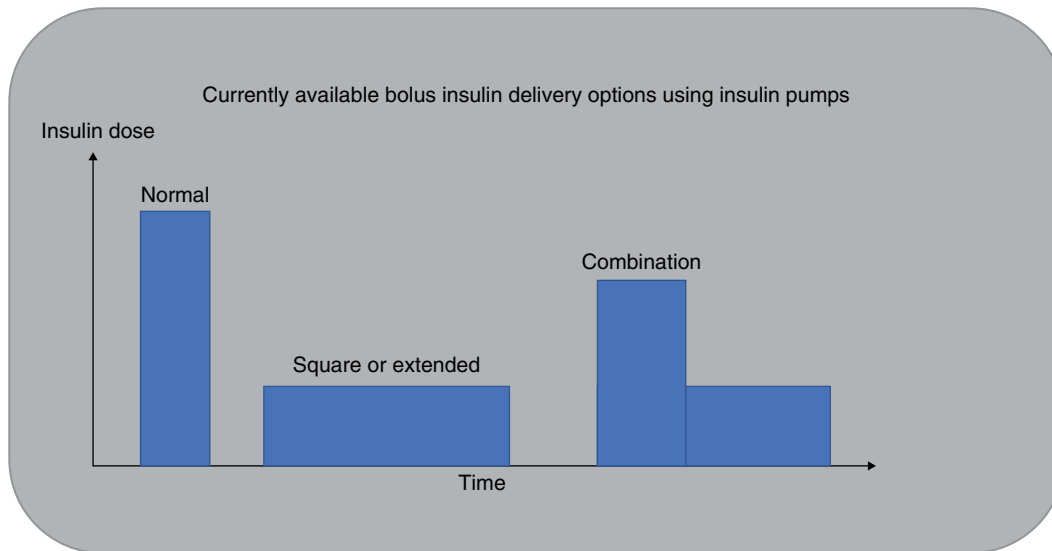 Currently available bolus insulin delivery options using insulin pumps
Insulin dose
Normal
Combination
Square or extended
Time